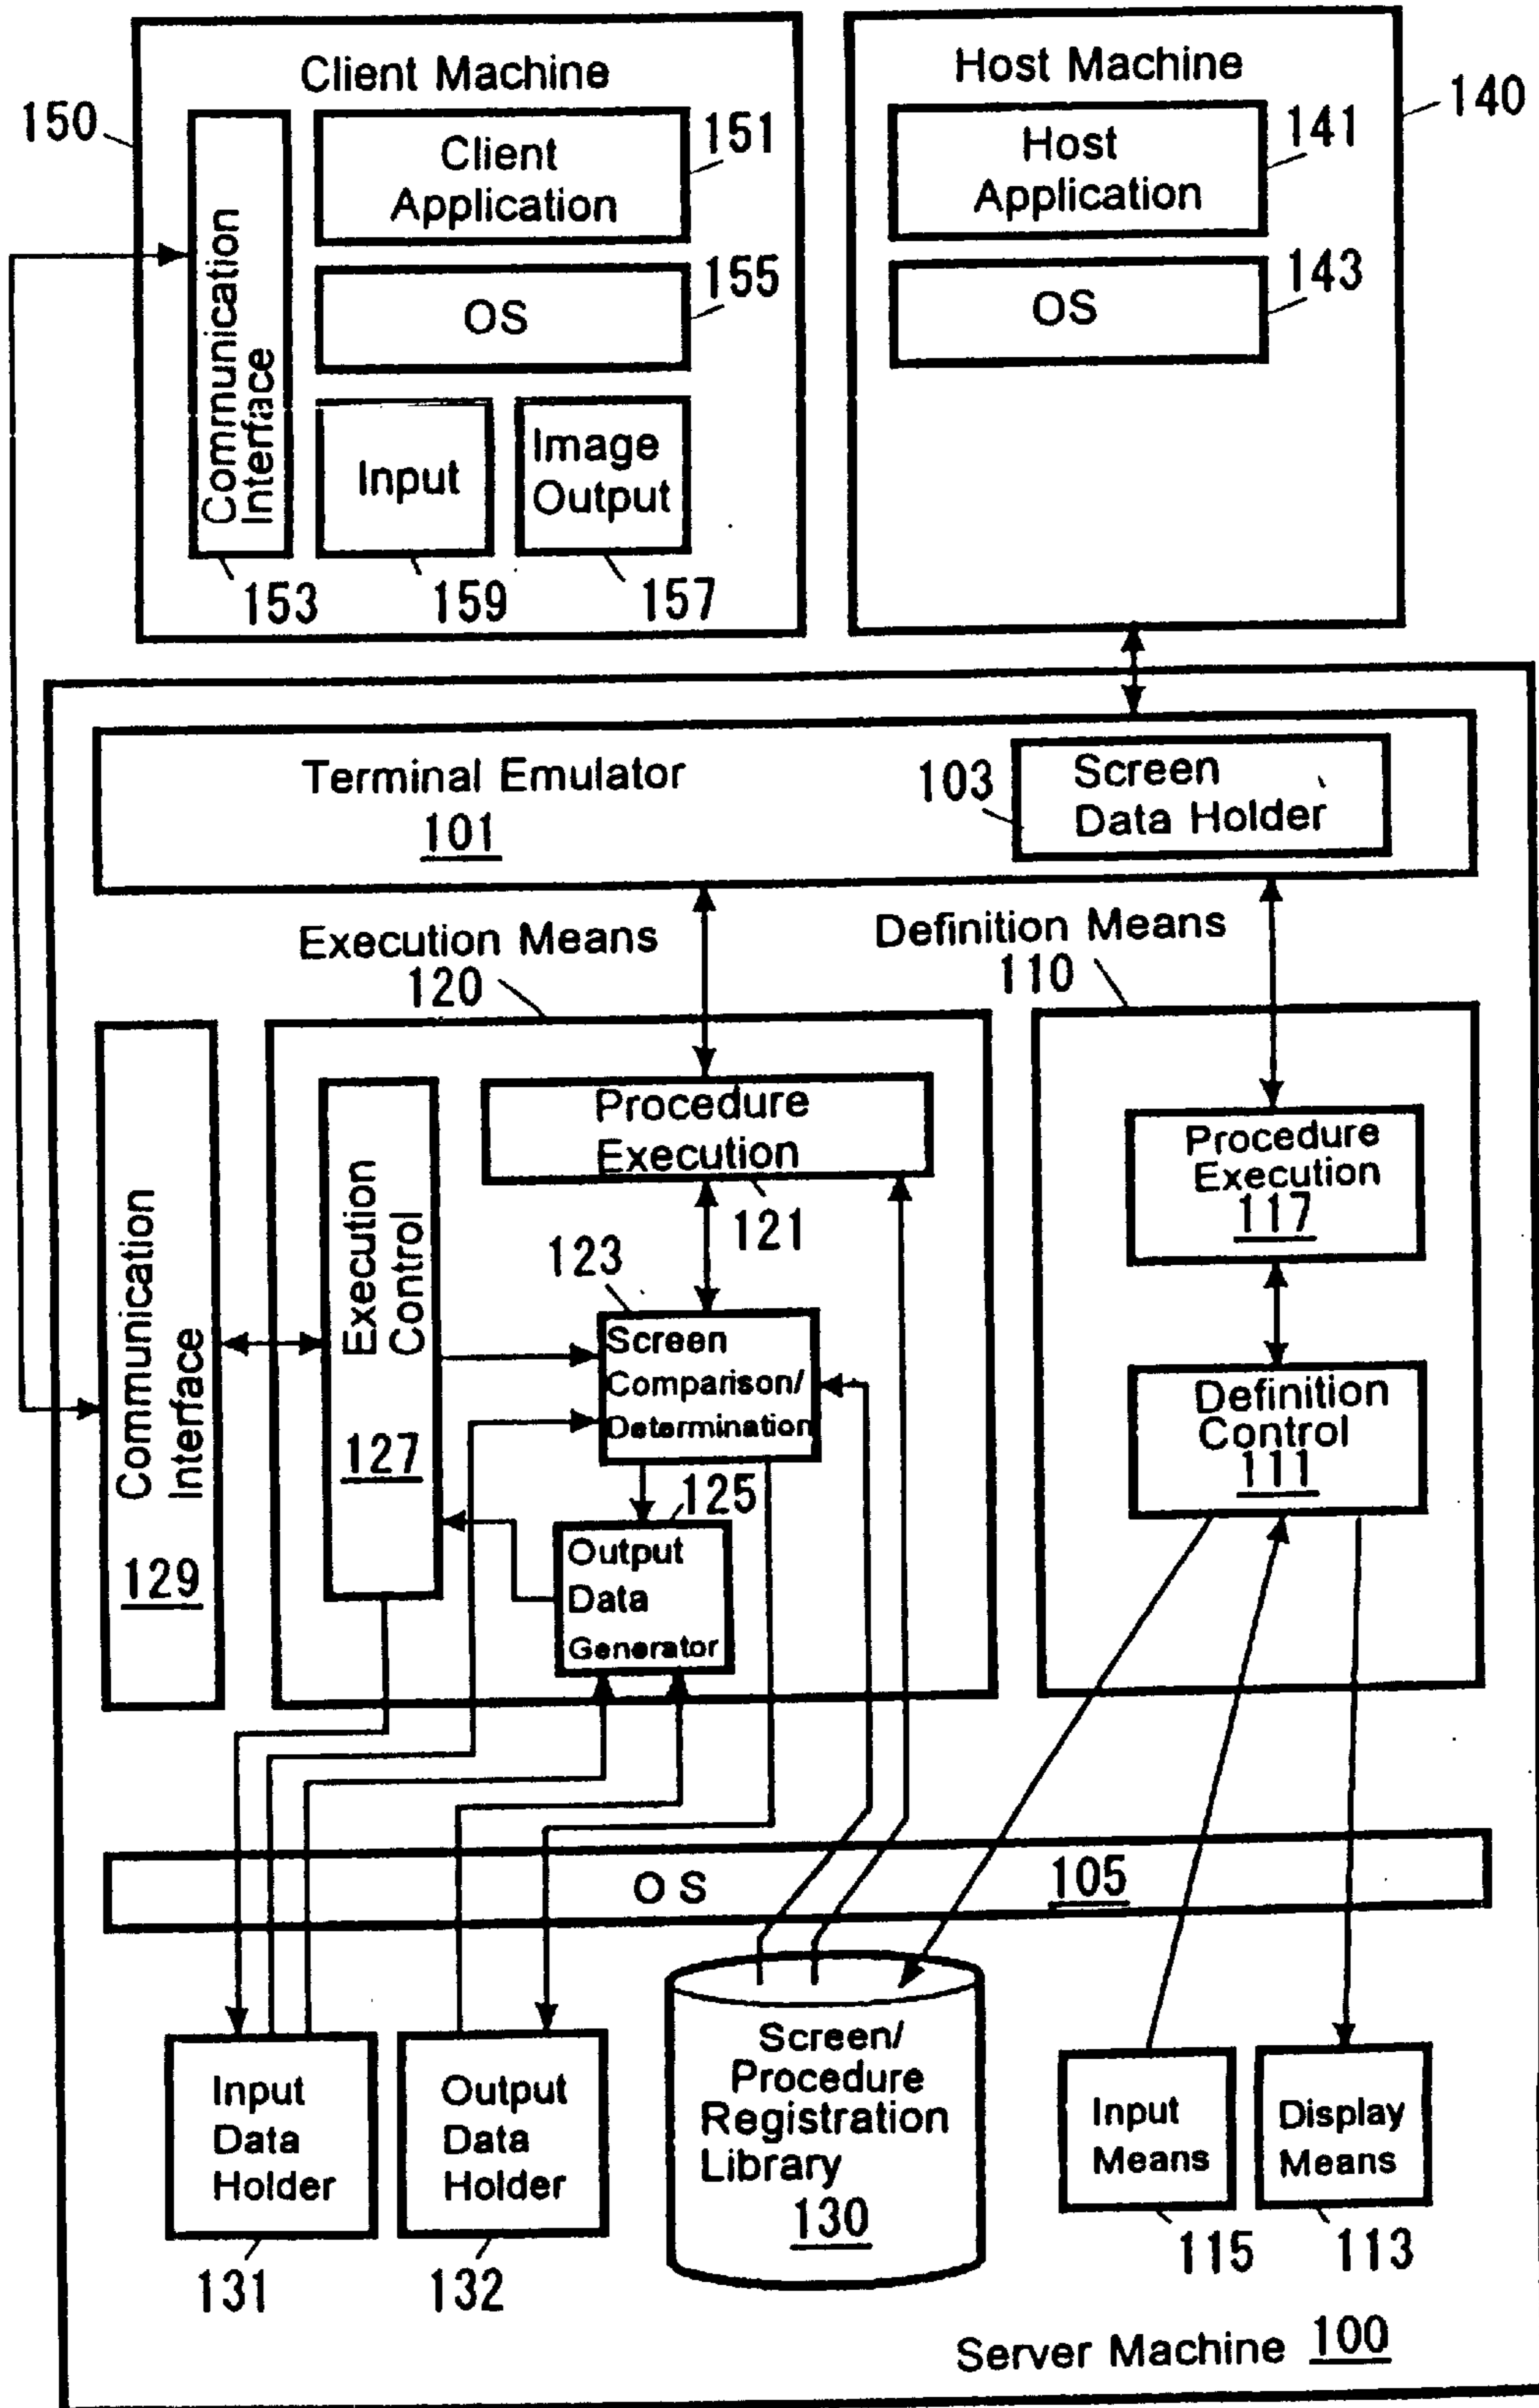 Client Machine
150
Communication
Interface
153
Client
Application
151
OS
155
Input
159
Image
Output
157
Host Machine
140
Host
Application
141
OS
143
Terminal Emulator
101
103
Screen
Data Holder
Execution Means
120
Definition Means
110
Communication
Interface
129
Execution
Control
127
Procedure
Execution
121
123
Screen
Comparison/
Determination
125
Output
Data
Generator
Procedure
Execution
117
Definition
Control
111
OS
105
Input
Data
Holder
131
Output
Data
Holder
132
Screen/
Procedure
Registration
Library
130
Input
Means
115
Display
Means
113
Server Machine 100